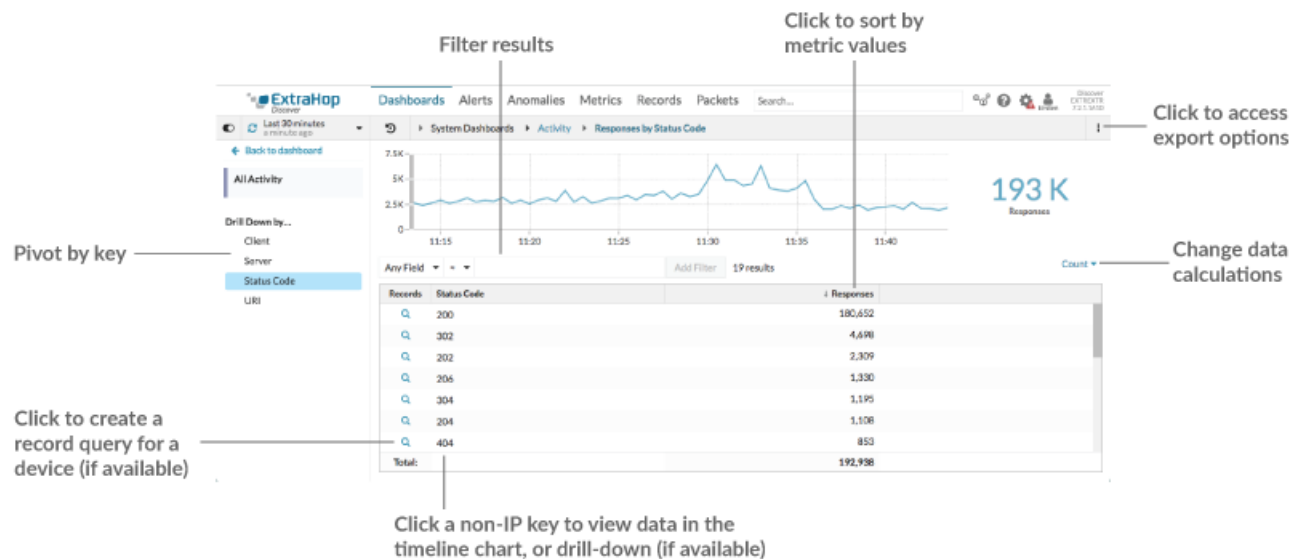 Click to sort by
metric values
Filter results
ExtraHop
Discover
Dashboards Alerts Anomalies Metrics Records Packets Search...
Discover
Last 30 minutes
a minute ago
System Dashboards Activity Responses by Status Code
Click to access
export options
Back to dashboard
All Activity
7.5K
5K
2.5K
0
11:15 11:20 11:25 11:30 11:35 11:40
193 K
Responses
Drill Down by...
Client
Server
Status Code
URI
Pivot by key
Any Field = Add Filter 19 results
Count
Change data
calculations
Records Status Code ↓ Responses
200 180,652
302 4,698
202 2,309
206 1,330
304 1,195
204 1,108
404 853
Total: 192,938
Click to create a
record query for a
device (if available)
Click a non-IP key to view data in the
timeline chart, or drill-down (if available)